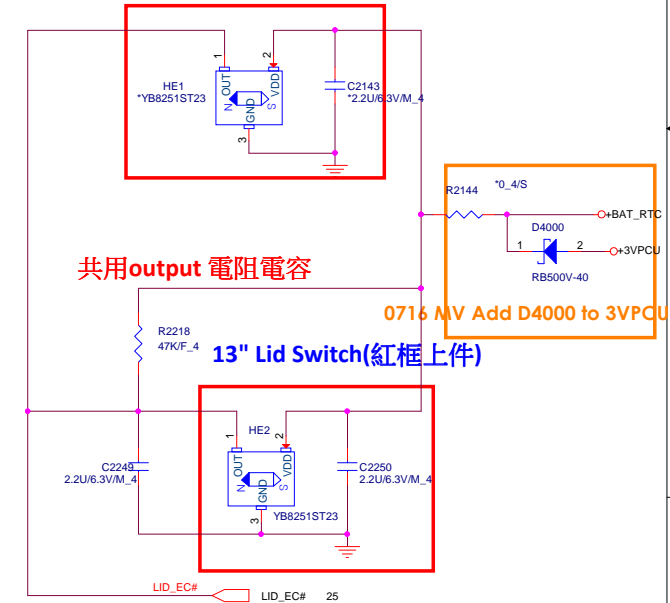 1
2
HE1
*YB8251ST23
OUT
VDD
N
S
GND
3
C2143
*2.2U/6.3V/M_4
R2144
*0_4/S
+BAT_RTC
D4000
1
2
+3VPCU
RB500V-40
共用output 電阻電容
0716 MV Add D4000 to 3VPCU
R2218
47K/F_4
13" Lid Switch(紅框上件)
1
HE2
2
OUT
VDD
N
S
GND
3
YB8251ST23
C2249
2.2U/6.3V/M_4
C2250
2.2U/6.3V/M_4
LID_EC#
LID_EC# 25